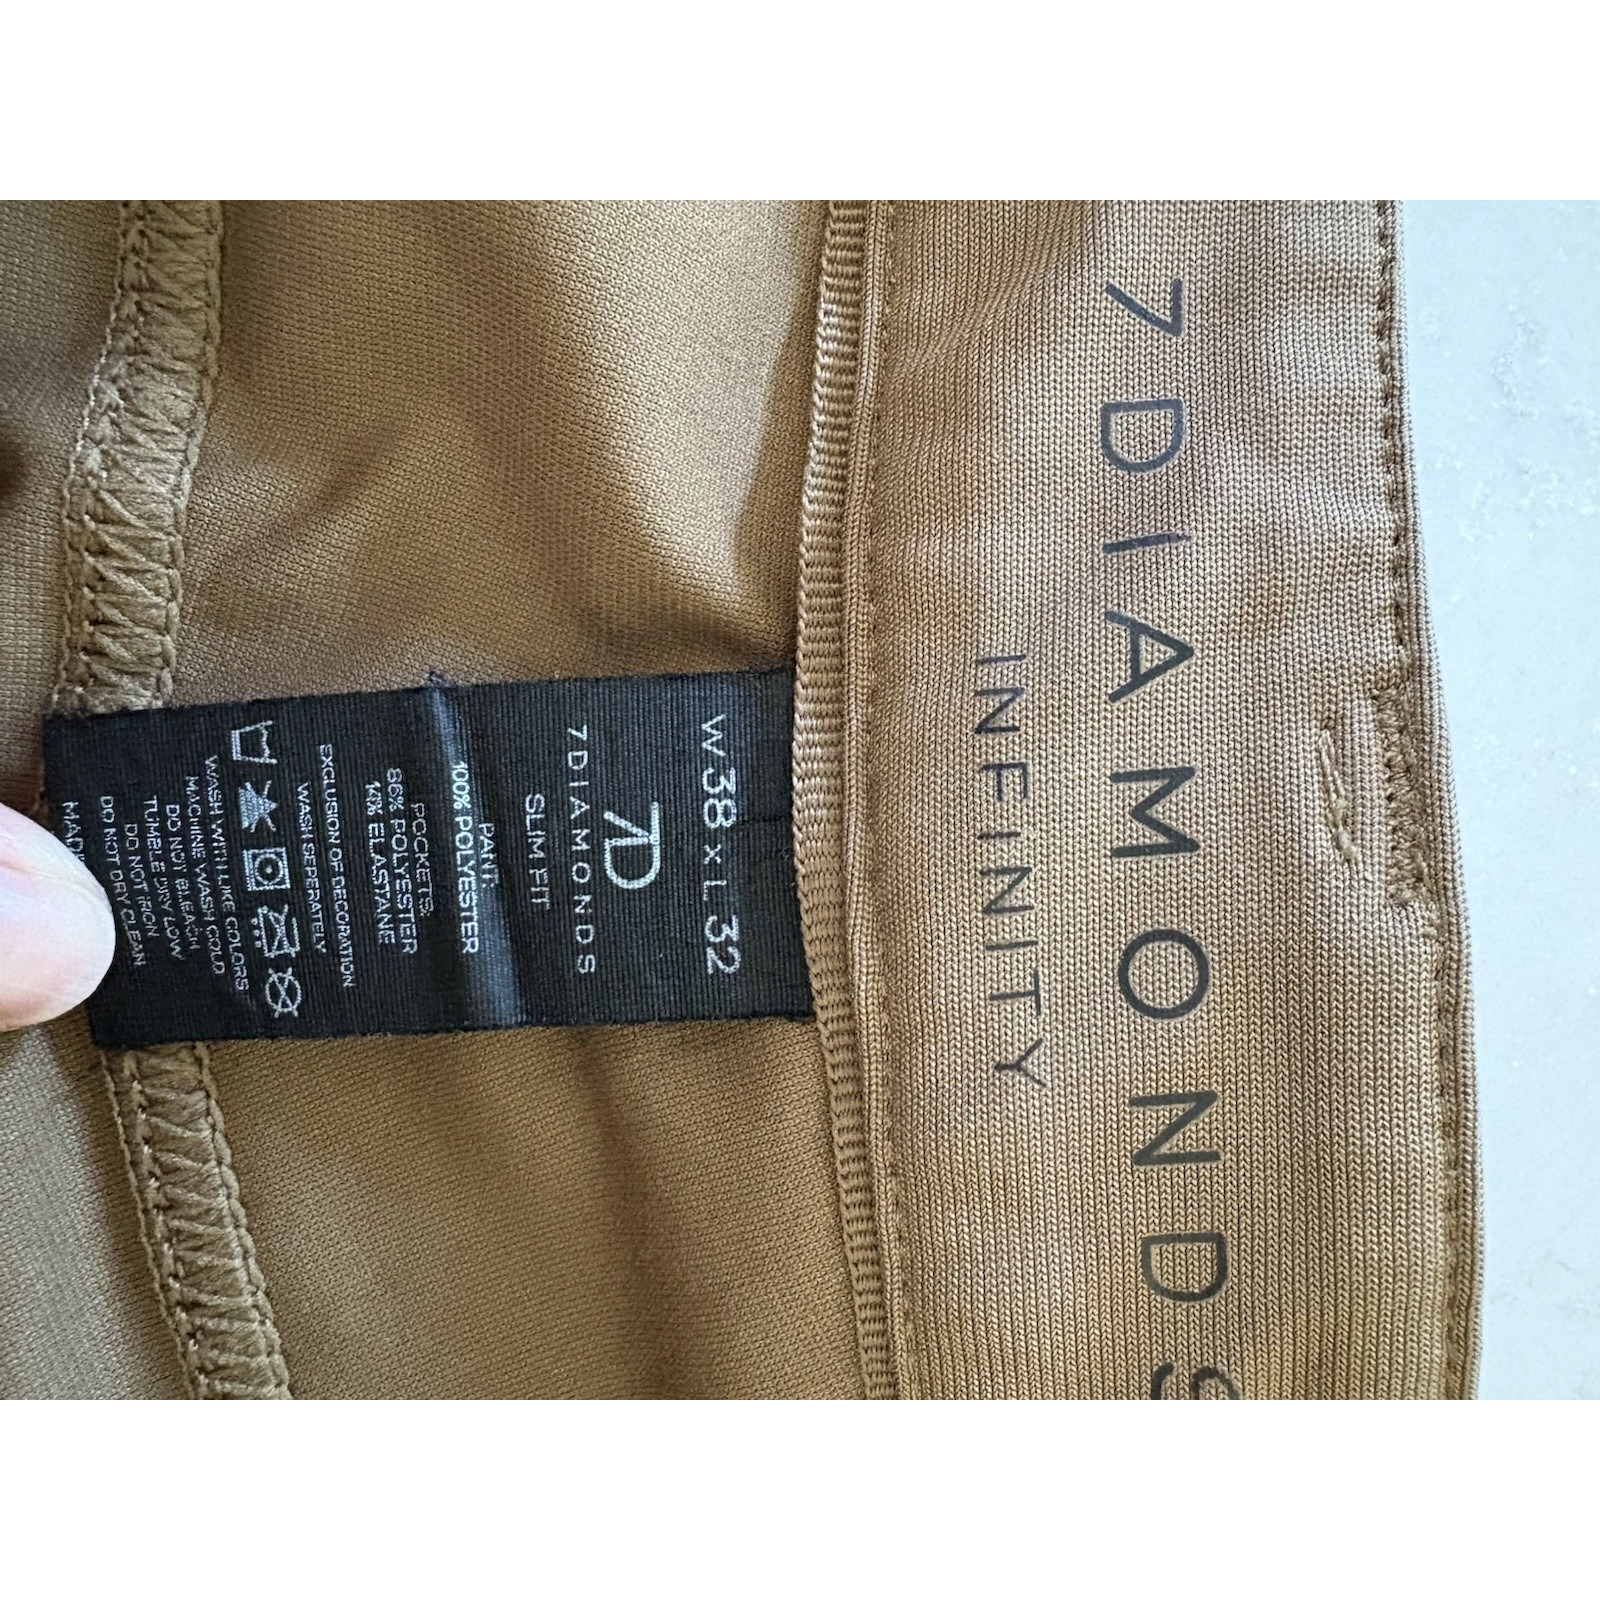 7DIAMONDS
INFINITY
W 38 x L 32
7D
7DIAMONDS
SLIM FIT
PANT:
100% POLYESTER
POCKETS:
86% POLYESTER
14% ELASTANE
EXCLUSION OF DECORATION
WASH SEPERATELY
WASH WITH LIKE COLORS
MACHINE WASH COLD
DO NOT BLEACH
TUMBLE DRY LOW
DO NOT IRON
DO NOT DRY CLEAN